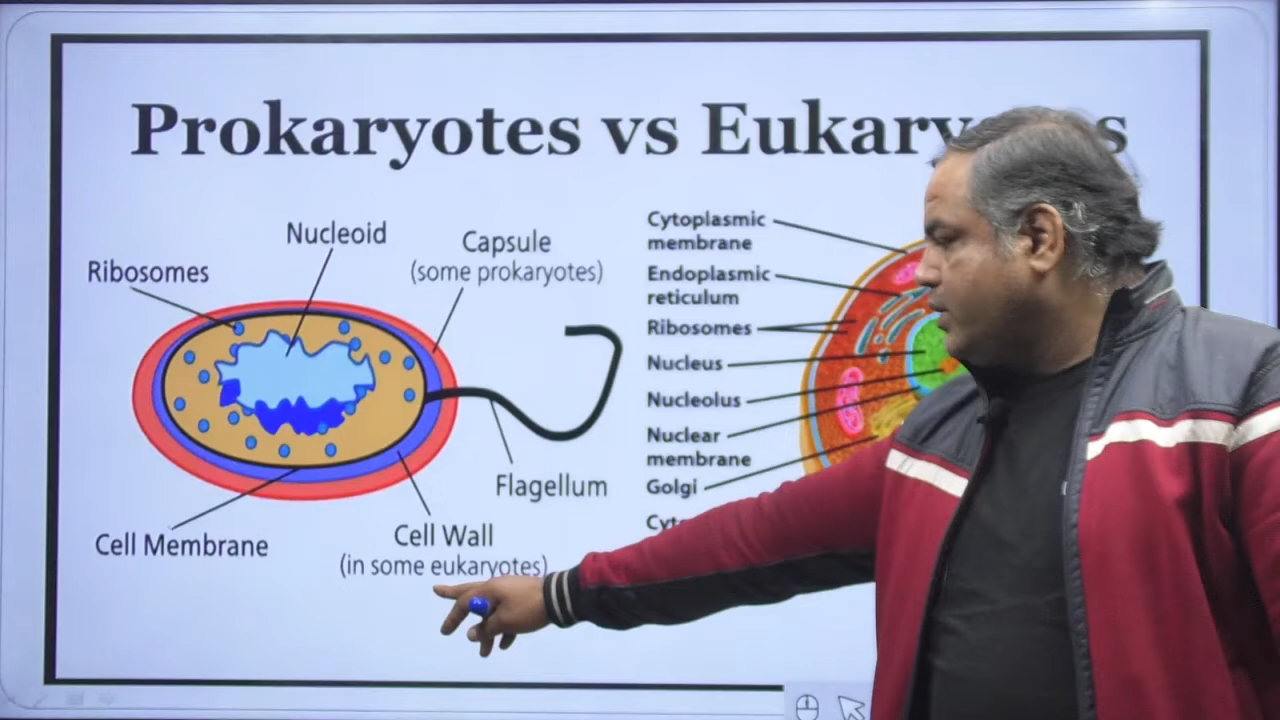 Prokaryotes vs Eukary s
Nucleoid
Capsule
(some prokaryotes)
Ribosomes
Flagellum
Cell Membrane
Cell Wall
(in some eukaryotes)
Cytoplasmic
membrane
Endoplasmic
reticulum
Ribosomes
Nucleus
Nucleolus
Nuclear
membrane
Golgi